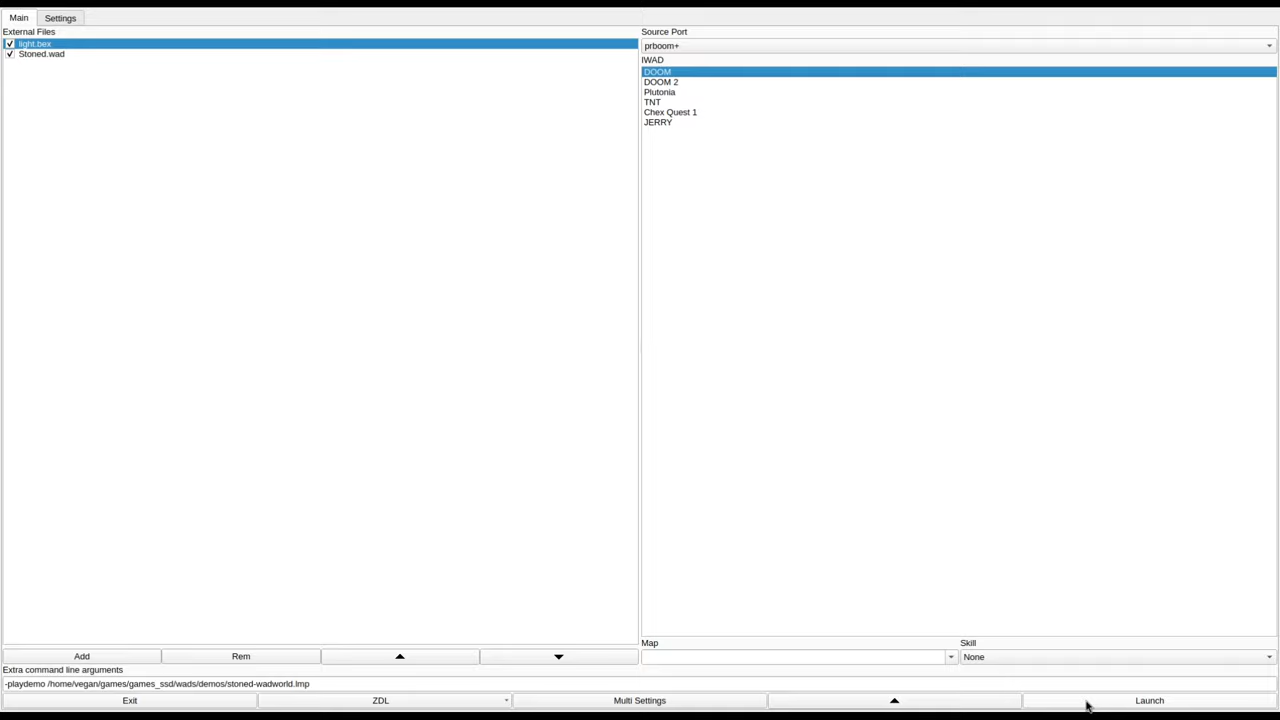 Main Settings
External Files
light.bex
Stoned.wad
Source Port
prboom+
IWAD
DOOM
DOOM 2
Plutonia
TNT
Chex Quest 1
JERRY
Map Skill
None
Add Rem
Extra command line arguments
-playdemo /home/vegan/games/games_ssd/wads/demos/stoned-wadworld.lmp
Exit ZDL Multi Settings Launch